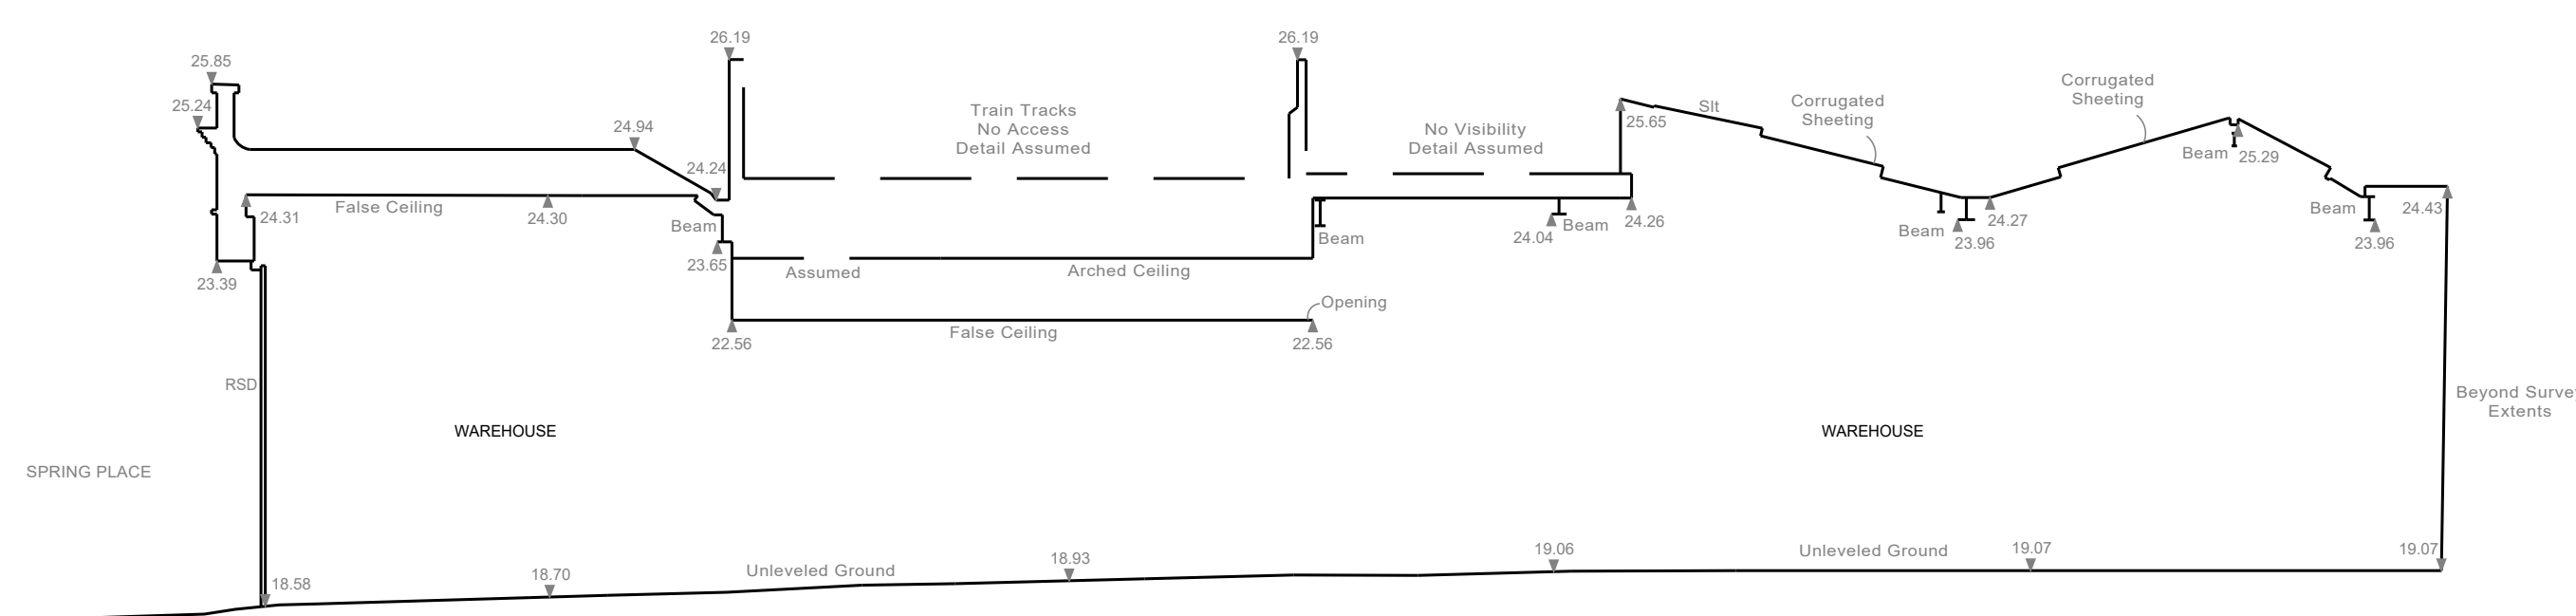 26.19
26.19
25.85
25.24
24.94
24.24
Train Tracks
No Access
Detail Assumed
No Visibility
Detail Assumed
25.65
Slt
Corrugated
Sheeting
Corrugated
Sheeting
Beam
25.29
24.31
False Ceiling
24.30
Beam
23.65
23.39
Assumed
Arched Ceiling
Beam
24.04
Beam
24.26
Beam
23.96
24.27
Beam
24.43
23.96
Opening
22.56
False Ceiling
22.56
RSD
Beyond Surve
Extents
WAREHOUSE
WAREHOUSE
SPRING PLACE
18.58
18.70
Unleveled Ground
18.93
19.06
Unleveled Ground
19.07
19.07